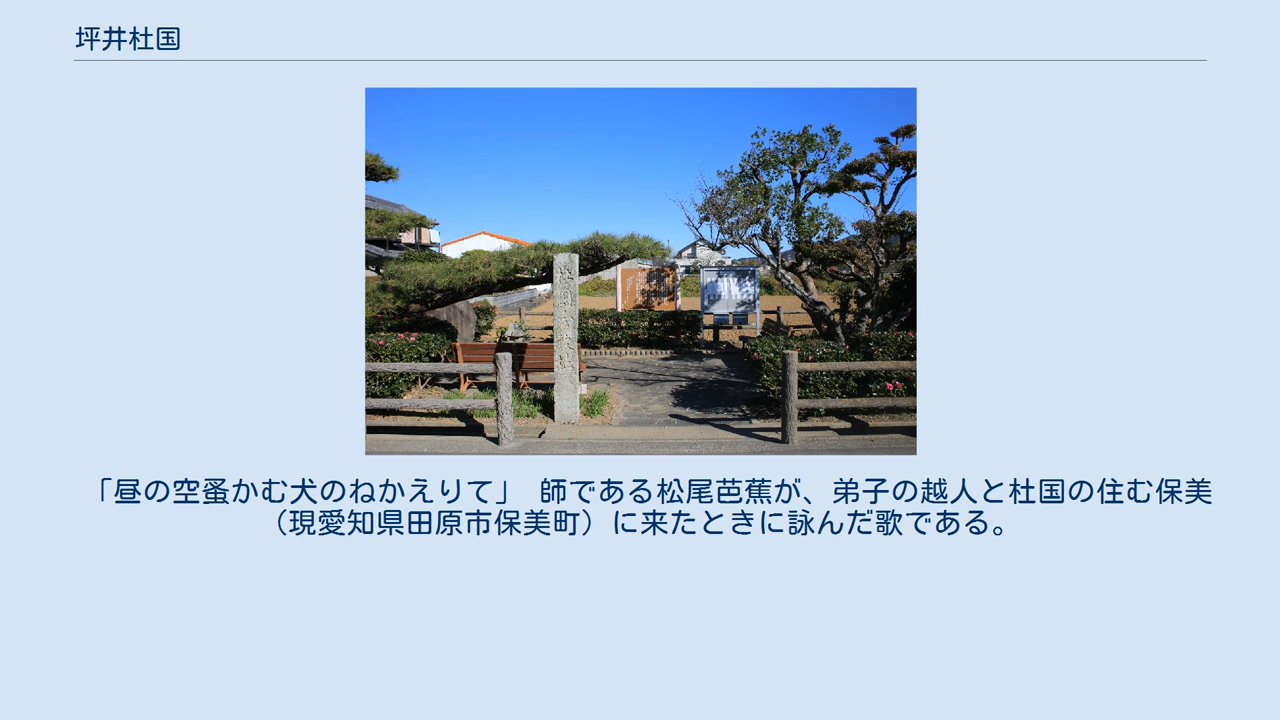 坪井杜国
「昼の空蚤かむ犬のねかえりて」 師である松尾芭蕉が、弟子の越人と杜国の住む保美
（現愛知県田原市保美町）に来たときに詠んだ歌である。